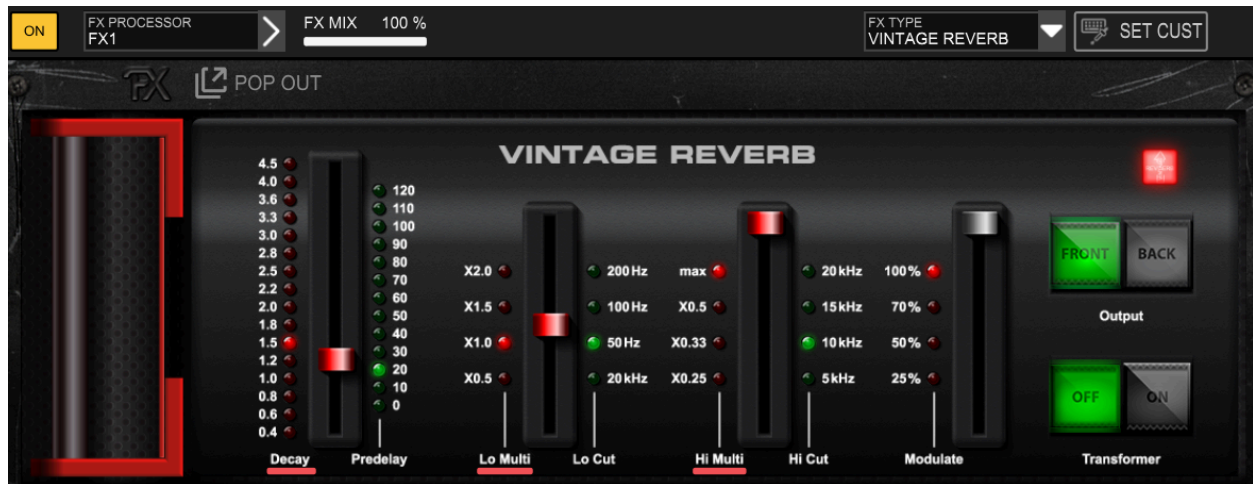 ON
FX PROCESSOR
FX1
FX MIX 100 %
FX TYPE
VINTAGE REVERB
SET CUST
FX
POP OUT
VINTAGE REVERB
4.5
4.0
3.6
3.3
3.0
2.8
2.5
2.2
2.0
1.8
1.5
1.2
1.0
0.8
0.6
0.4
Decay
120
110
100
90
80
70
60
50
40
30
20
10
0
Predelay
X2.0
X1.5
X1.0
X0.5
Lo Multi
200 Hz
100 Hz
50 Hz
20 kHz
Lo Cut
max
X0.5
X0.33
X0.25
Hi Multi
20 kHz
15 kHz
10 kHz
5 kHz
Hi Cut
100 %
70 %
50 %
25 %
Modulate
FRONT BACK
Output
OFF ON
Transformer